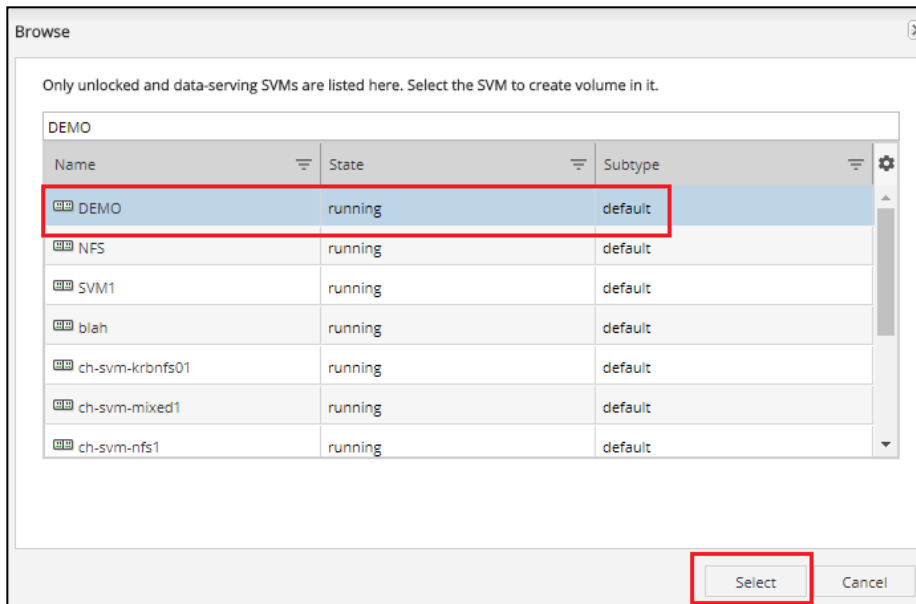 Browse
Only unlocked and data-serving SVMs are listed here. Select the SVM to create volume in it.
DEMO
Name State Subtype
DEMO running default
NFS running default
SVM1 running default
blah running default
ch-svm-krbnfs01 running default
ch-svm-mixed1 running default
ch-svm-nfs1 running default
Select Cancel